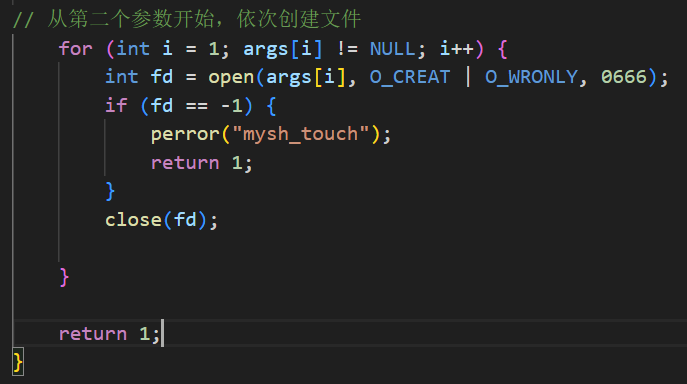 // 从第二个参数开始，依次创建文件
for (int i = 1; args[i] != NULL; i++) {
int fd = open(args[i], O_CREAT | O_WRONLY, 0666);
if (fd == -1) {
perror("mysh_touch");
return 1;
}
close(fd);
}
return 1;
}